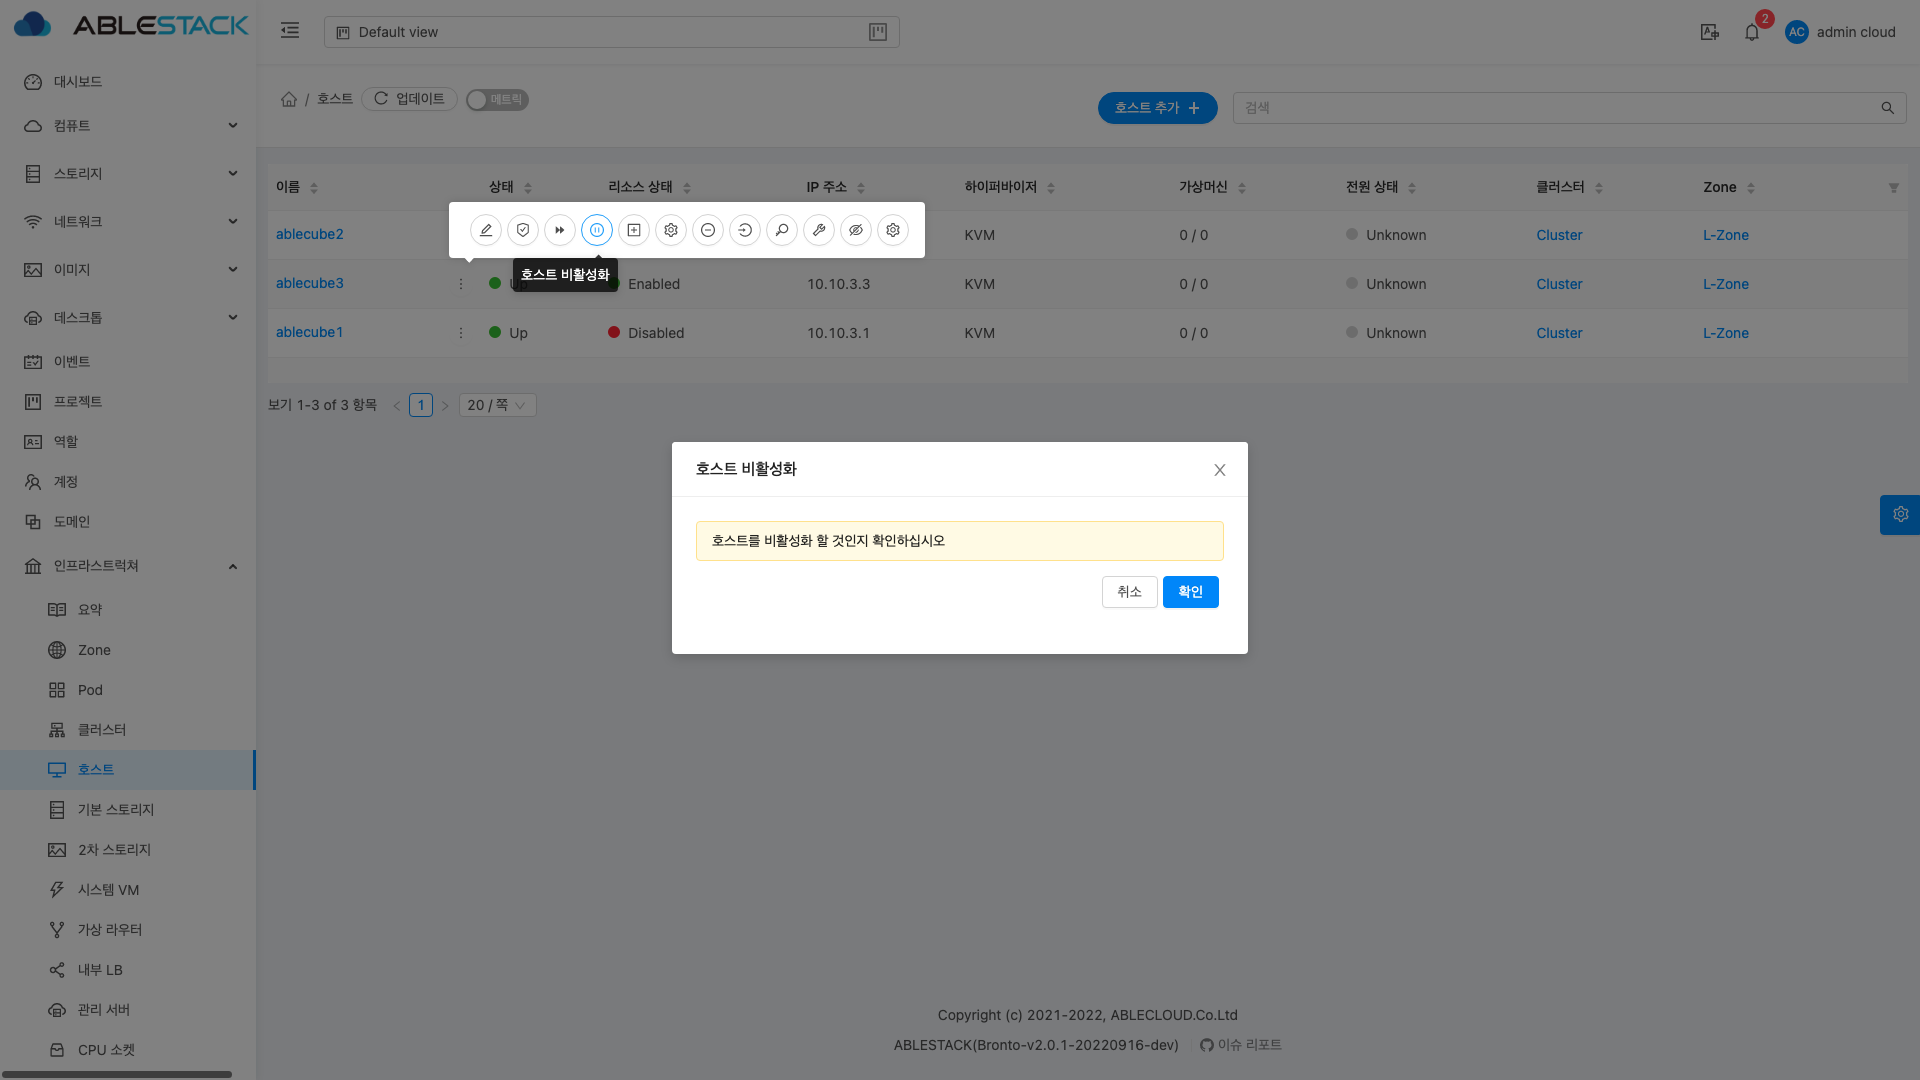 ABLESTACK
Default view
2
AC admin cloud
대시보드
컴퓨트
스토리지
네트워크
이미지
데스크톱
이벤트
프로젝트
역할
계정
도메인
인프라스트럭쳐
요약
Zone
Pod
클러스터
호스트
기본 스토리지
2차 스토리지
시스템 VM
가상 라우터
내부 LB
관리 서버
CPU 소켓
/ 호스트 업데이트 메트릭
호스트 추가 +
검색
이름 상태 리소스 상태 IP 주소 하이퍼바이저 가상머신 전원 상태 클러스터 Zone
ablecube2 KVM 0 / 0 Unknown Cluster L-Zone
호스트 비활성화
ablecube3 Up Enabled 10.10.3.3 KVM 0 / 0 Unknown Cluster L-Zone
ablecube1 Up Disabled 10.10.3.1 KVM 0 / 0 Unknown Cluster L-Zone
보기 1-3 of 3 항목 < 1 > 20 / 쪽
호스트 비활성화
호스트를 비활성화 할 것인지 확인하십시오
취소 확인
Copyright (c) 2021-2022, ABLECLOUD.Co.Ltd
ABLESTACK(Bronto-v2.0.1-20220916-dev) 이슈 리포트